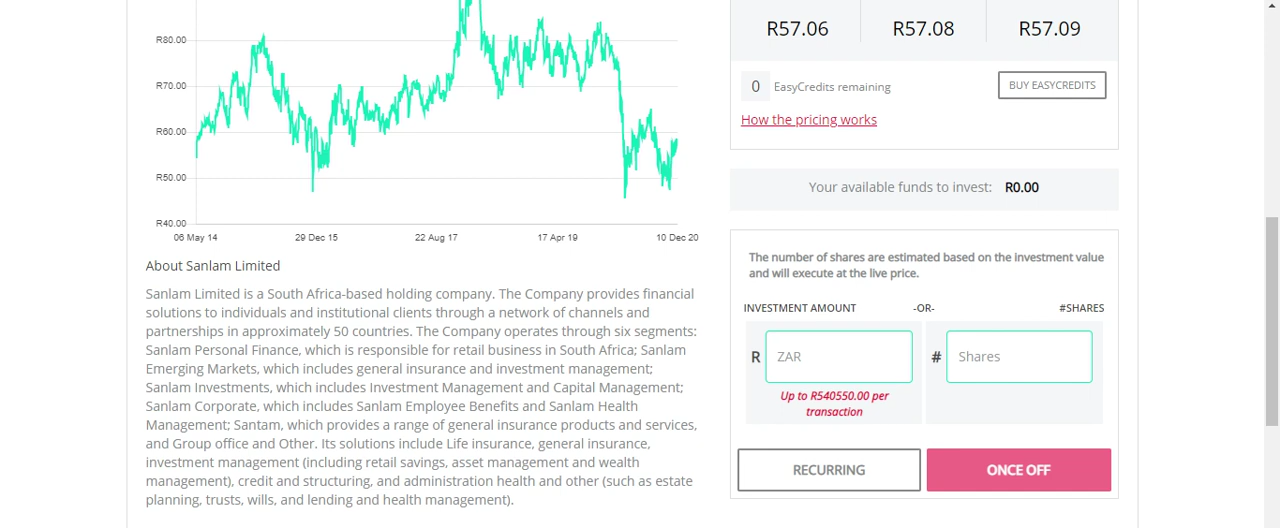 R80.00
R70.00
R60.00
R50.00
R40.00
06 May 14 29 Dec 15 22 Aug 17 17 Apr 19 10 Dec 20
About Sanlam Limited
Sanlam Limited is a South Africa-based holding company. The Company provides financial
solutions to individuals and institutional clients through a network of channels and
partnerships in approximately 50 countries. The Company operates through six segments:
Sanlam Personal Finance, which is responsible for retail business in South Africa; Sanlam
Emerging Markets, which includes general insurance and investment management;
Sanlam Investments, which includes Investment Management and Capital Management;
Sanlam Corporate, which includes Sanlam Employee Benefits and Sanlam Health
Management; Santam, which provides a range of general insurance products and services,
and Group office and Other. Its solutions include Life insurance, general insurance,
investment management (including retail savings, asset management and wealth
management), credit and structuring, and administration health and other (such as estate
planning, trusts, wills, and lending and health management).
R57.06 R57.08 R57.09
0 EasyCredits remaining BUY EASYCREDITS
How the pricing works
Your available funds to invest: R0.00
The number of shares are estimated based on the investment value
and will execute at the live price.
INVESTMENT AMOUNT -OR- #SHARES
R ZAR # Shares
Up to R540550.00 per
transaction
RECURRING ONCE OFF